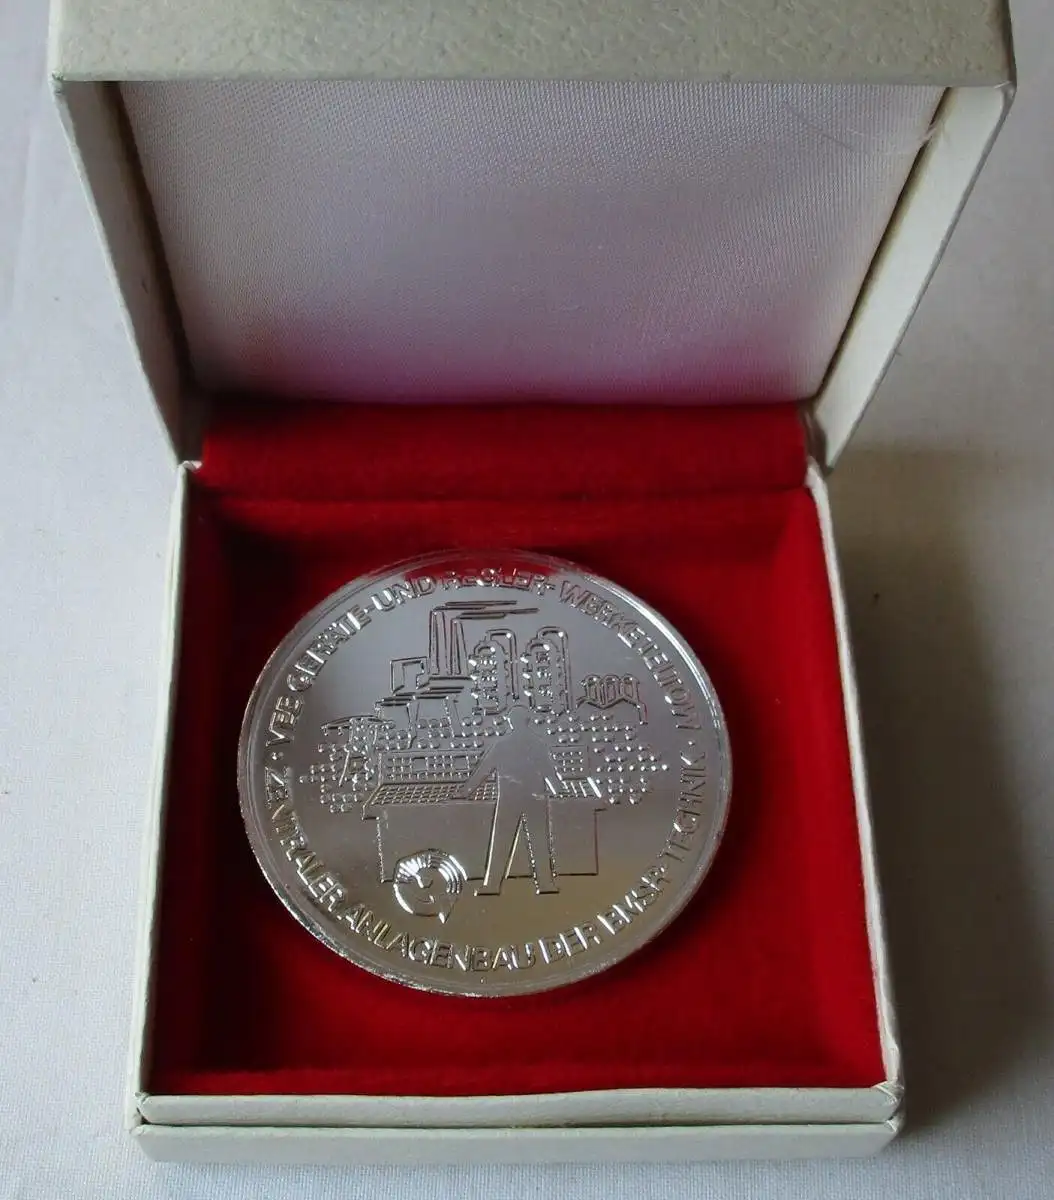 · VEB GERÄTE- UND REGLER- WERKE TELTOW ·
ZENTRALER ANLAGENBAU DER BMSR- TECHNIK